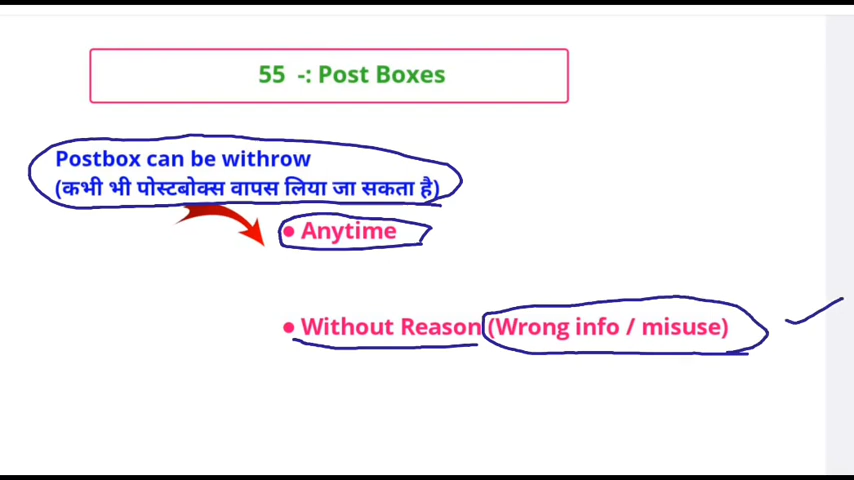 55 -: Post Boxes
Postbox can be withrow
(कभी भी पोस्टबोक्स वापस लिया जा सकता है)
• Anytime
• Without Reason (Wrong info / misuse)